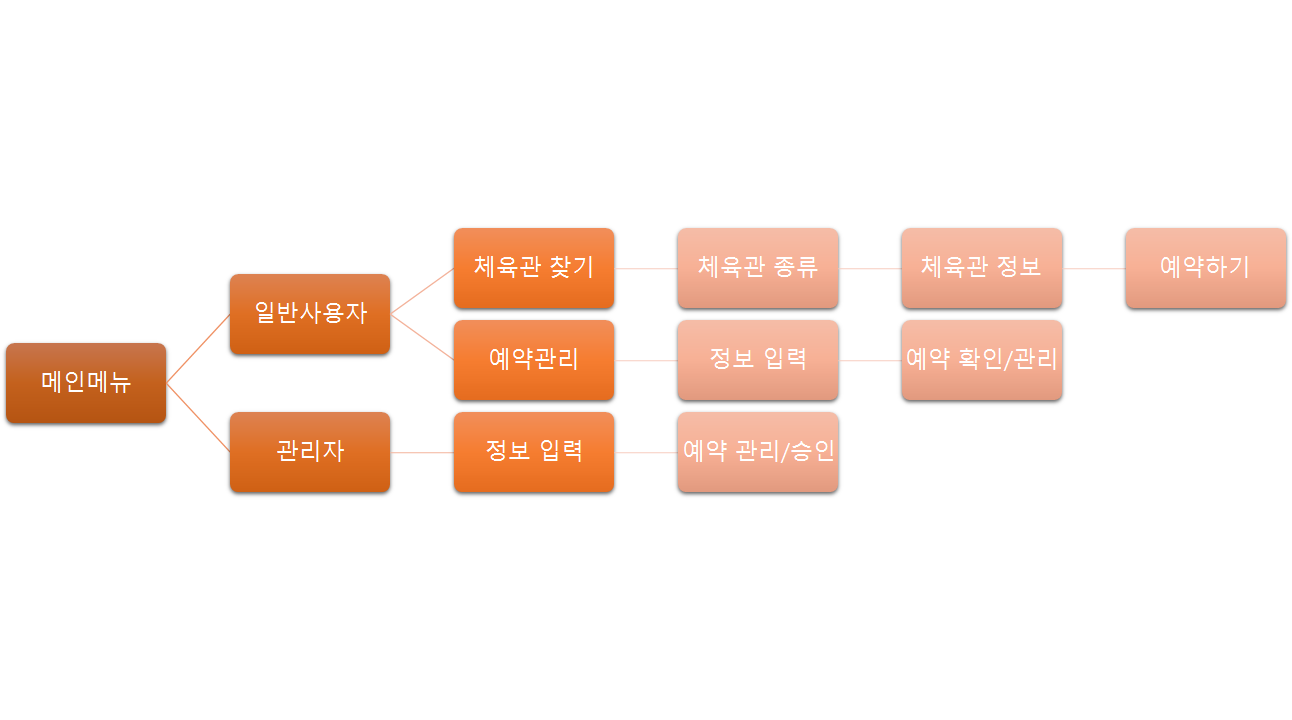 체육관 찾기
체육관 종류
체육관 정보
예약하기
일반사용자
예약관리
정보 입력
예약 확인/관리
메인메뉴
관리자
정보 입력
예약 관리/승인